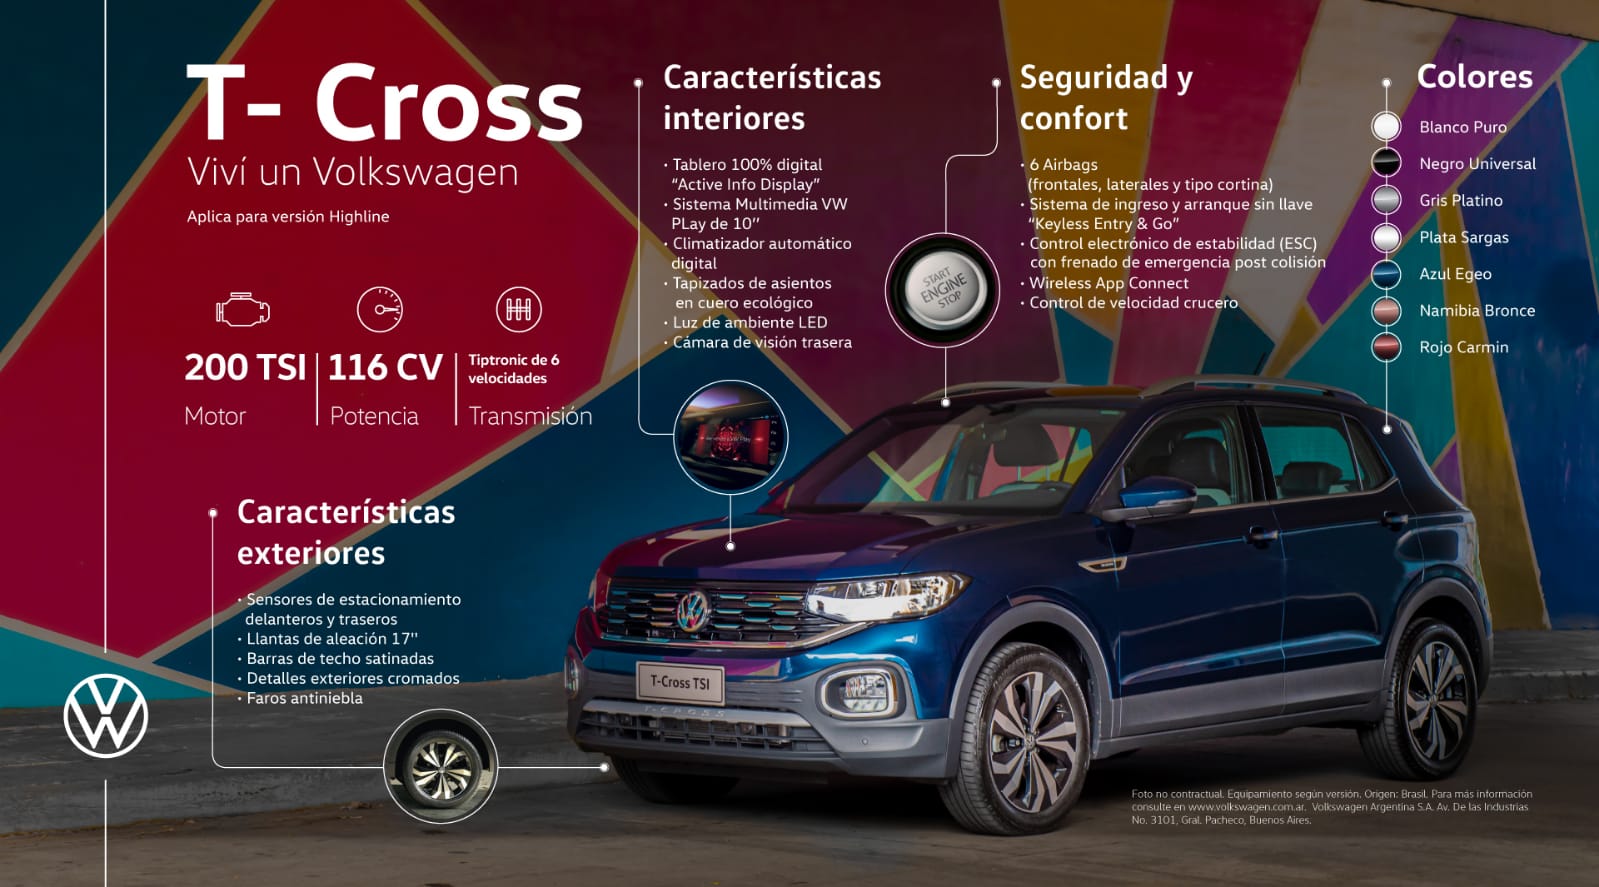 T- Cross
Viví un Volkswagen
Aplica para versión Highline
200 TSI
Motor
116 CV
Potencia
Tiptronic de 6
velocidades
Transmisión
Características
exteriores
· Sensores de estacionamiento
delanteros y traseros
· Llantas de aleación 17''
· Barras de techo satinadas
· Detalles exteriores cromados
· Faros antiniebla
Características
interiores
· Tablero 100% digital
“Active Info Display”
· Sistema Multimedia VW
PLay de 10’’
· Climatizador automático
digital
· Tapizados de asientos
en cuero ecológico
· Luz de ambiente LED
· Cámara de visión trasera
Seguridad y
confort
· 6 Airbags
(frontales, laterales y tipo cortina)
· Sistema de ingreso y arranque sin llave
“Keyless Entry & Go”
· Control electrónico de estabilidad (ESC)
con frenado de emergencia post colisión
· Wireless App Connect
· Control de velocidad crucero
START
ENGINE
STOP
Colores
Blanco Puro
Negro Universal
Gris Platino
Plata Sargas
Azul Egeo
Namibia Bronce
Rojo Carmin
T-Cross TSI
T-CROSS
Foto no contractual. Equipamiento según versión. Origen: Brasil. Para más información
consulte en www.volkswagen.com.ar. Volkswagen Argentina S.A. Av. De las Industrias
No. 3101, Gral. Pacheco, Buenos Aires.